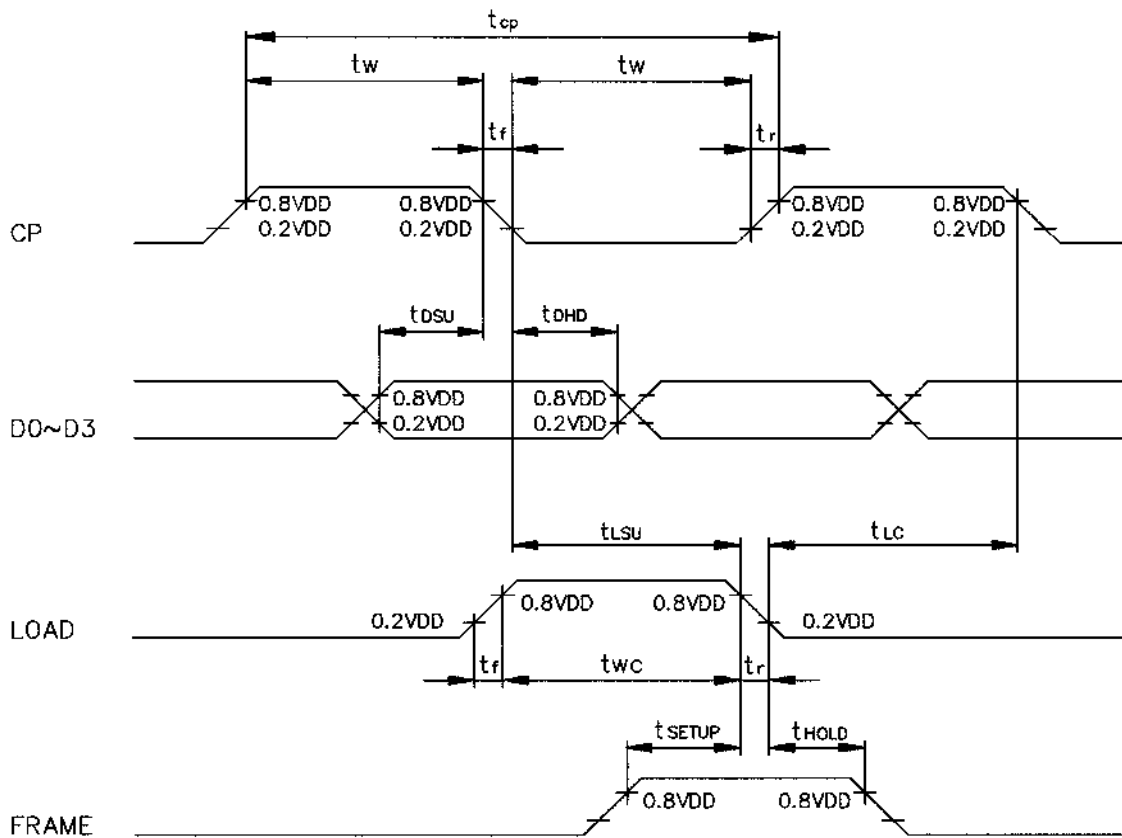 tcp
tw tw
tf tr
0.8VDD 0.8VDD 0.8VDD 0.8VDD
CP 0.2VDD 0.2VDD 0.2VDD 0.2VDD
tDSU tDHD
0.8VDD 0.8VDD
D0~D3 0.2VDD 0.2VDD
tLSU tLC
0.8VDD 0.8VDD
LOAD 0.2VDD 0.2VDD
tf twc tr
tSETUP tHOLD
0.8VDD 0.8VDD
FRAME